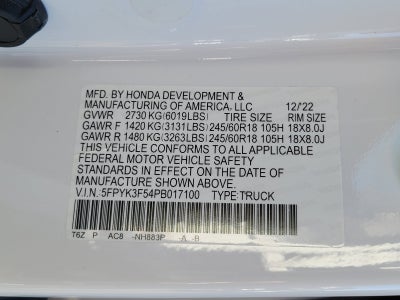 MFD. BY HONDA DEVELOPMENT &
MANUFACTURING OF AMERICA, LLC 12/22
GVWR 2730 KG(6019LBS) TIRE SIZE RIM SIZE
GAWR F 1420 KG(3131LBS) 245/60R18 105H 18X8.0J
GAWR R 1480 KG(3263LBS) 245/60R18 105H 18X8.0J
THIS VEHICLE CONFORMS TO ALL APPLICABLE
FEDERAL MOTOR VEHICLE SAFETY
STANDARDS IN EFFECT ON THE DATE OF
MANUFACTURE SHOWN ABOVE.
V.I.N.:5FPYK3F54PB017100 TYPE:TRUCK
T6Z P AC8 -NH883P -A -B